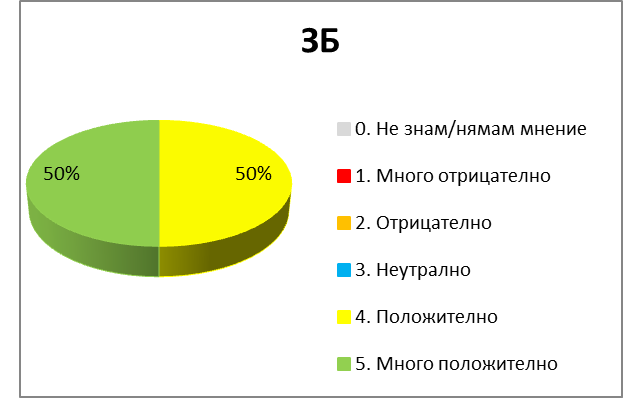 3Б
50%
50%
0. Не знам/нямам мнение
1. Много отрицателно
2. Отрицателно
3. Неутрално
4. Положително
5. Много положително